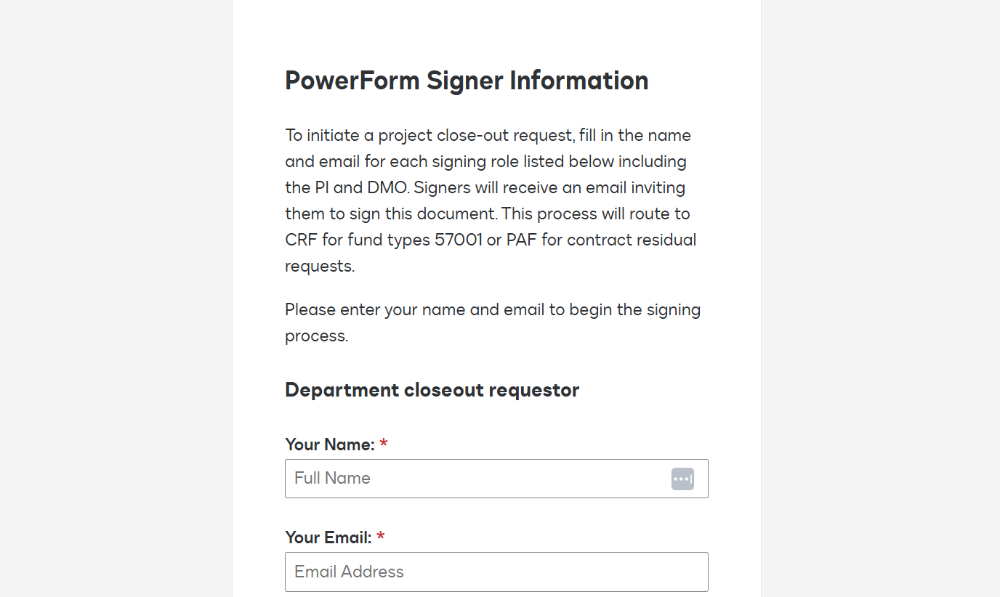 PowerForm Signer Information
To initiate a project close-out request, fill in the name
and email for each signing role listed below including
the PI and DMO. Signers will receive an email inviting
them to sign this document. This process will route to
CRF for fund types 57001 or PAF for contract residual
requests.
Please enter your name and email to begin the signing
process.
Department closeout requestor
Your Name: *
Full Name
Your Email: *
Email Address